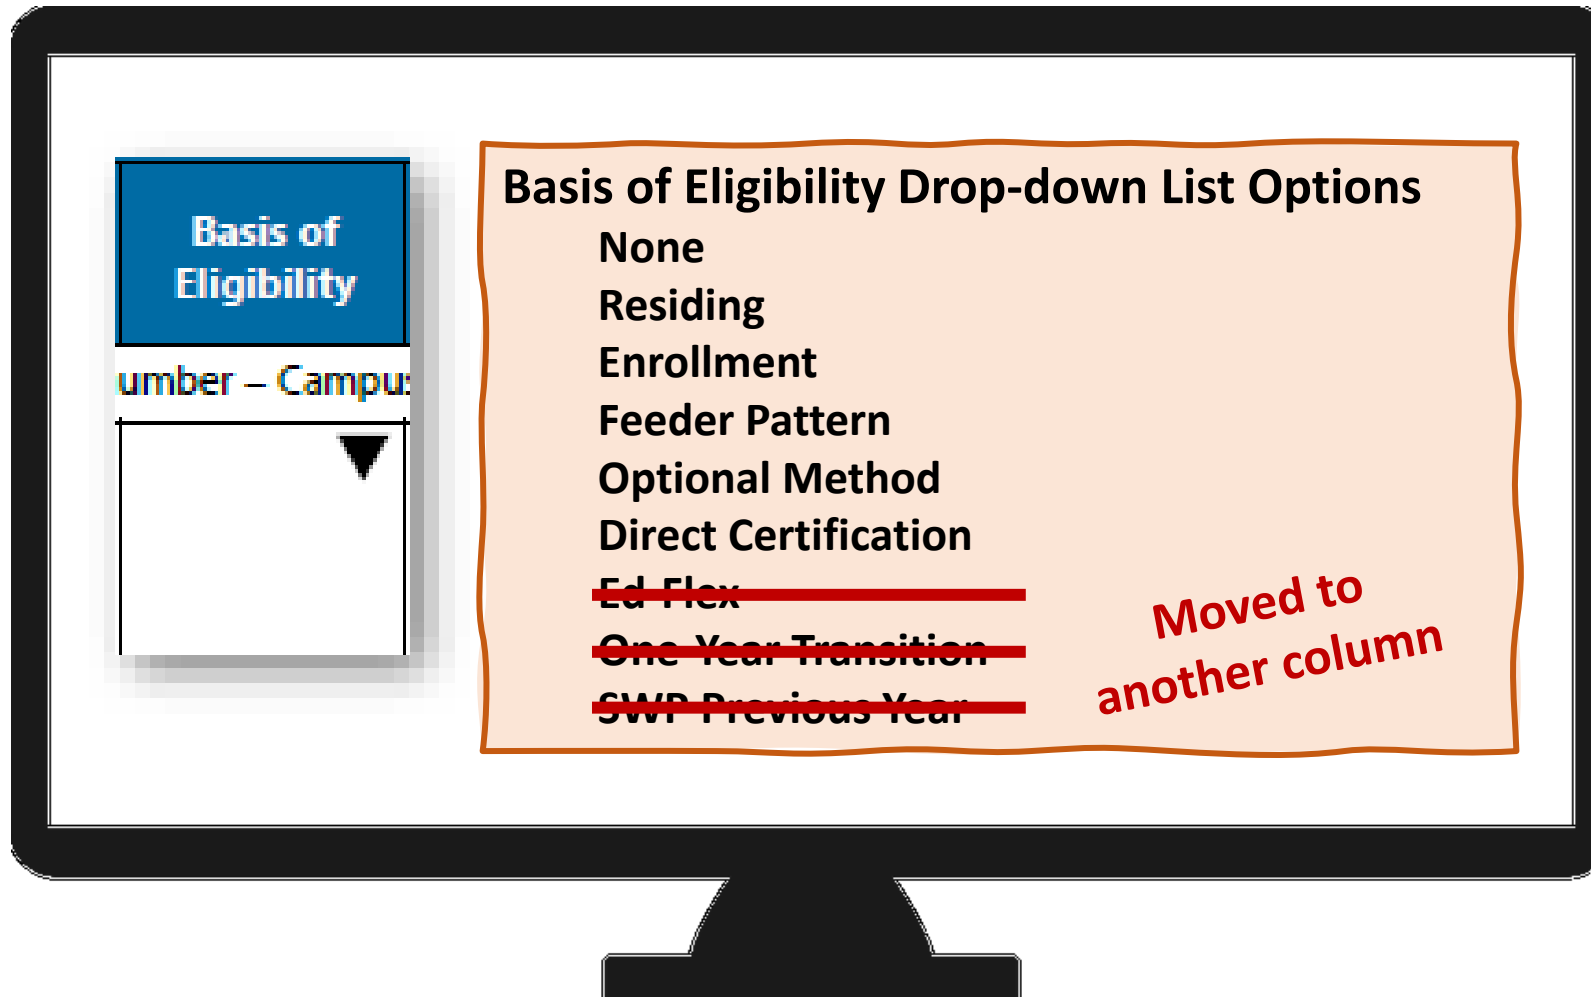 Basis of
Eligibility
umber – Campus
Basis of Eligibility Drop-down List Options
None
Residing
Enrollment
Feeder Pattern
Optional Method
Direct Certification
Ed-Flex
One-Year Transition
SWP Previous Year
Moved to
another column